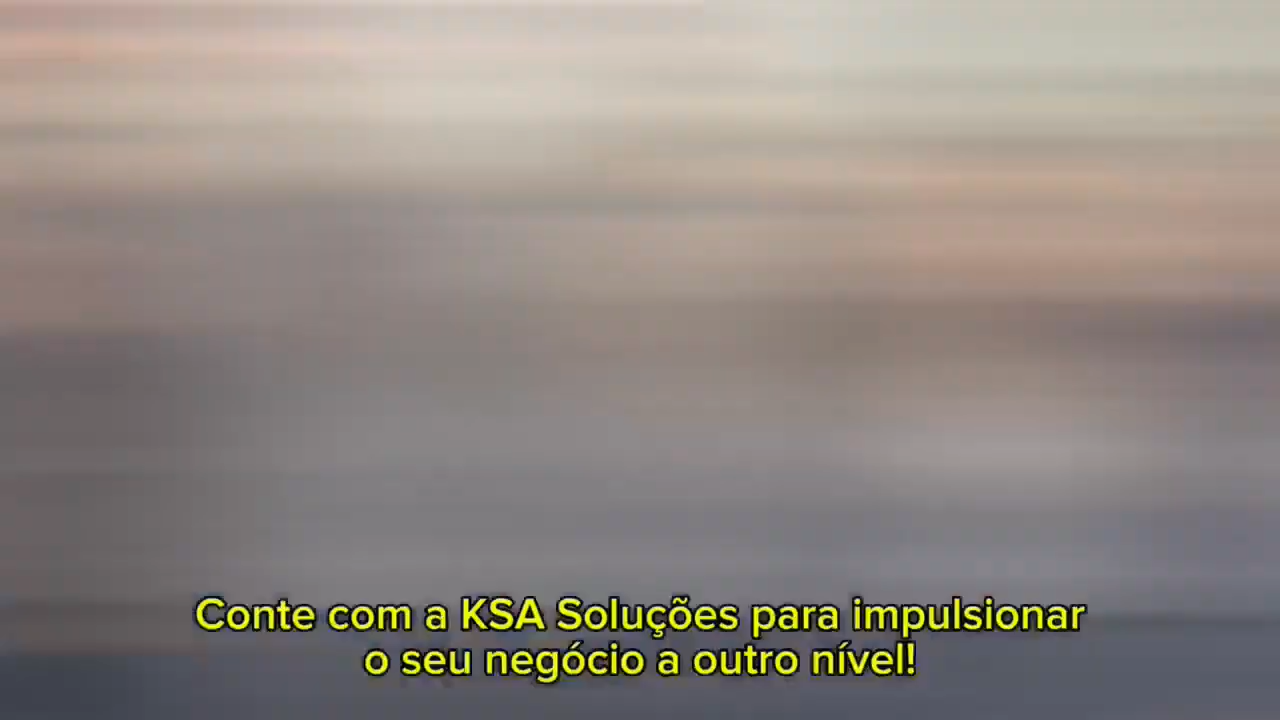 Conte com a KSA Soluções para impulsionar
o seu negócio a outro nível!